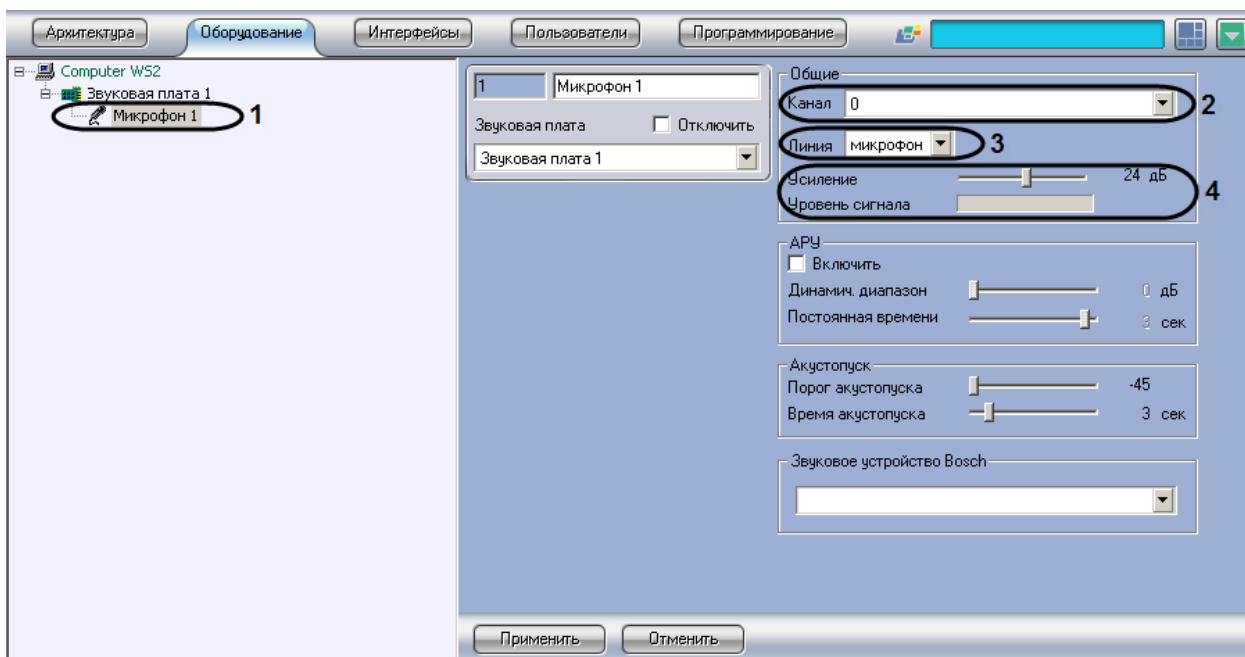 Архитектура Оборудование Интерфейсы Пользователи Программирование
Computer WS2
Звуковая плата 1
Микрофон 1 1
1 Микрофон 1
Звуковая плата Отключить
Звуковая плата 1
Общие
Канал 0 2
Линия микрофон 3
Усиление 24 дБ
Уровень сигнала 4
АРУ
Включить
Динамич. диапазон 0 дБ
Постоянная времени 3 сек
Акустопуск
Порог акустопуска -45
Время акустопуска 3 сек
Звуковое устройство Bosch
Применить Отменить